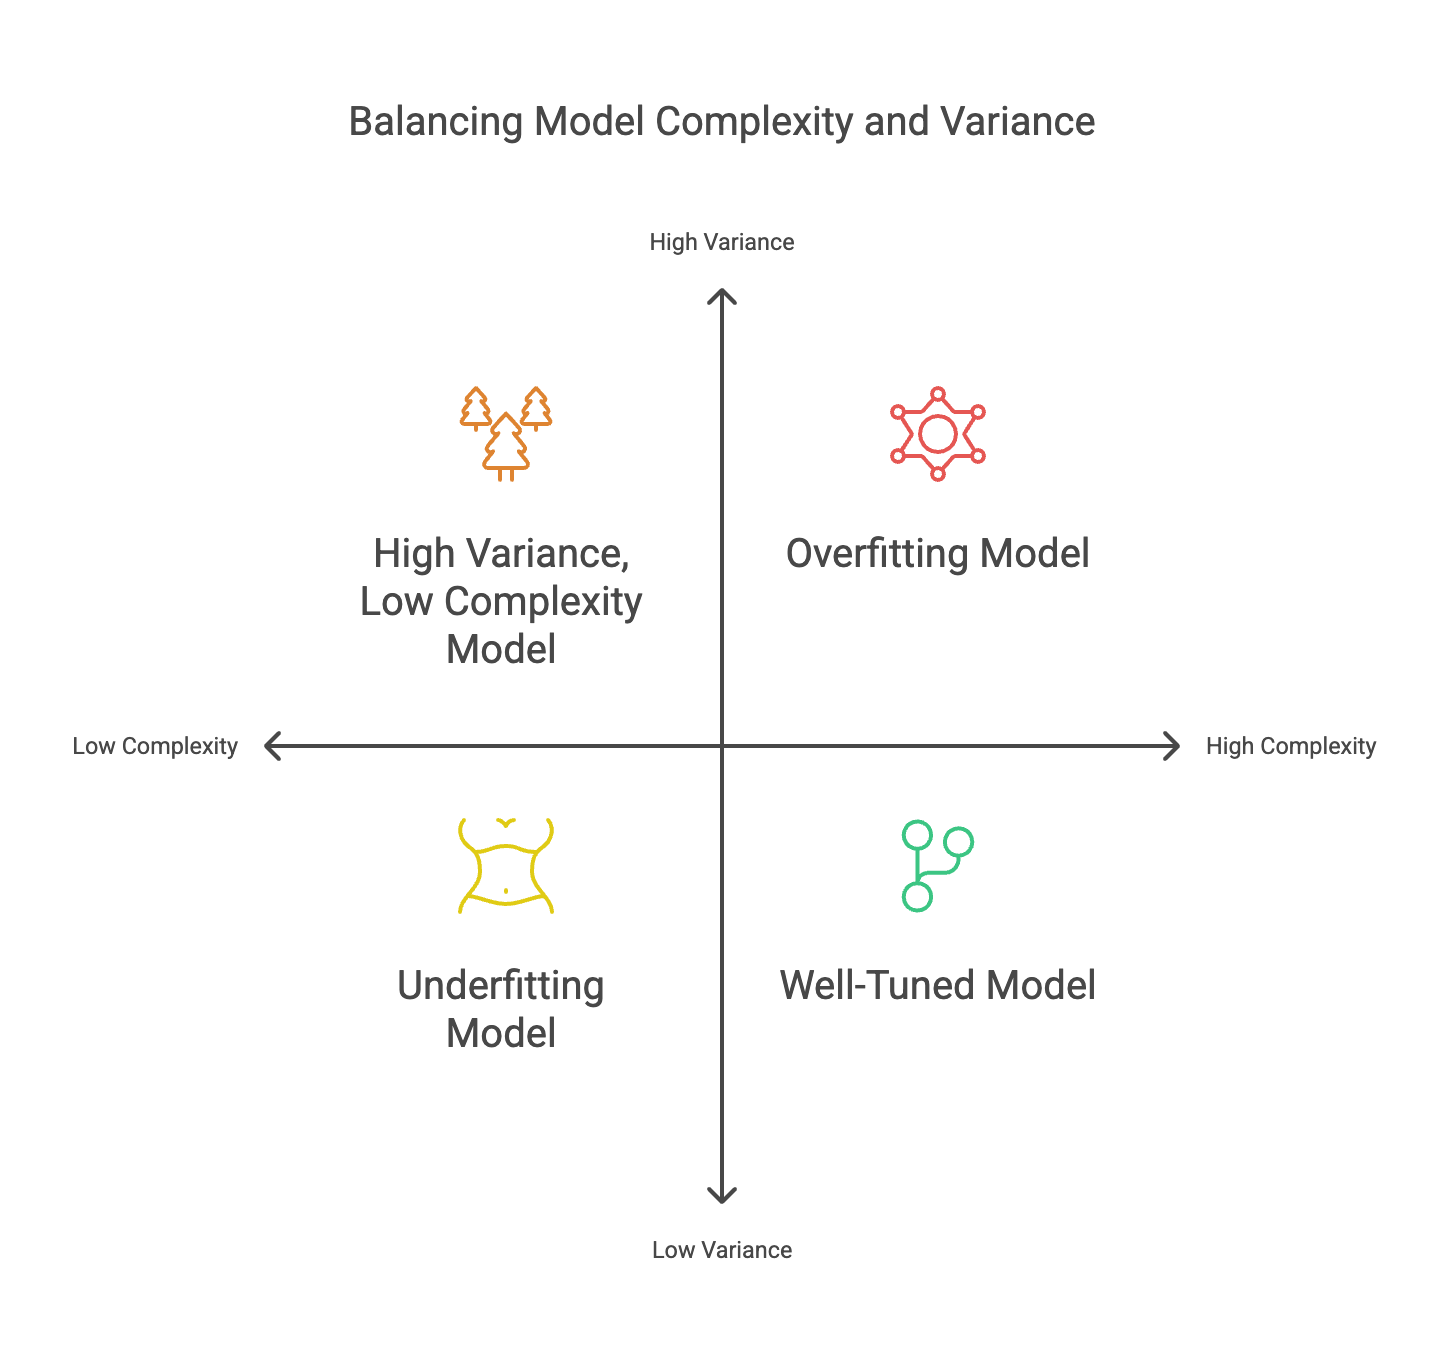 Balancing Model Complexity and Variance
High Variance
High Variance,
Low Complexity
Model
Overfitting Model
Low Complexity
High Complexity
Underfitting
Model
Well-Tuned Model
Low Variance